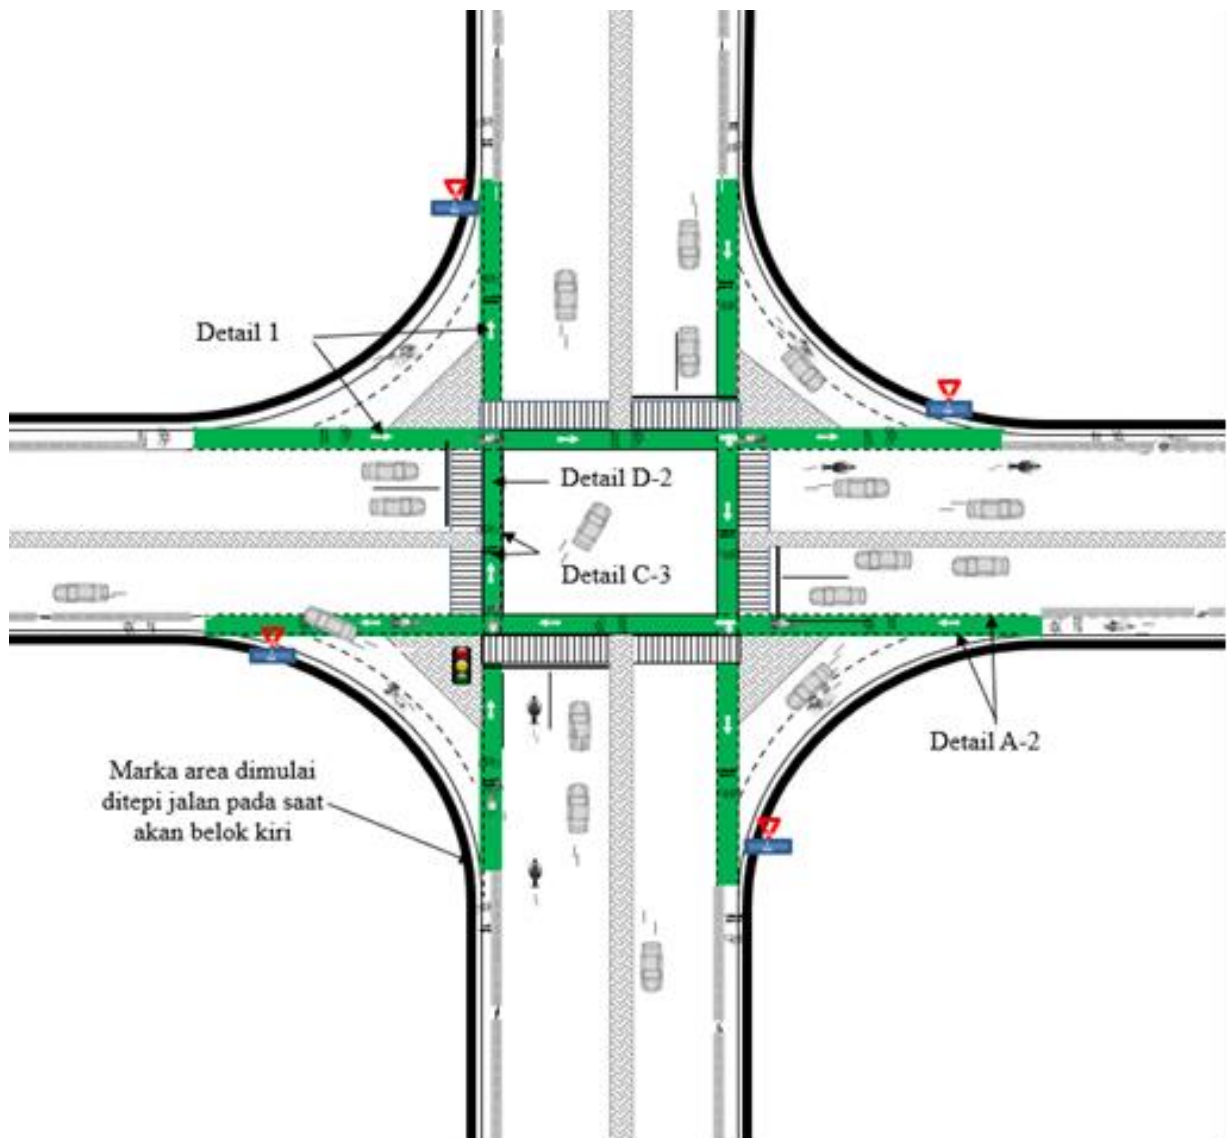 Detail 1
Detail D-2
Detail C-3
Detail A-2
Marka area dimulai
ditepi jalan pada saat
akan belok kiri